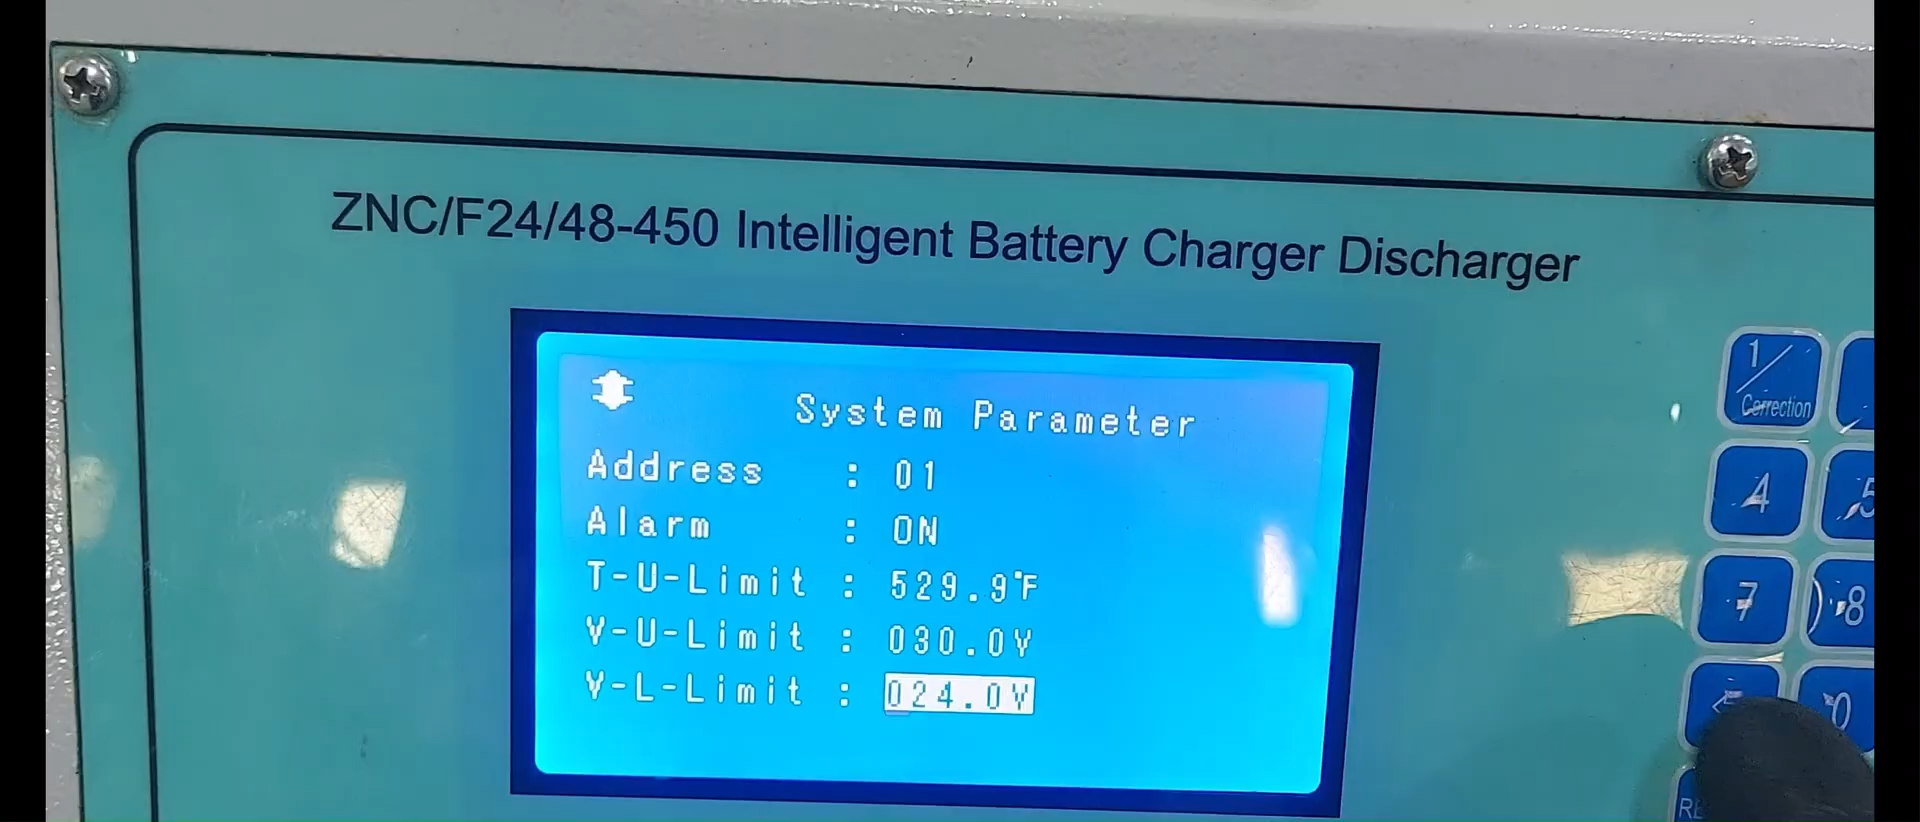 ZNC/F24/48-450 Intelligent Battery Charger Discharger
System Parameter
Address : 01
Alarm : ON
T-U-Limit : 529.9°F
V-U-Limit : 030.0V
V-L-Limit : 024.0V
1/
Correction
4 5
7 8
0